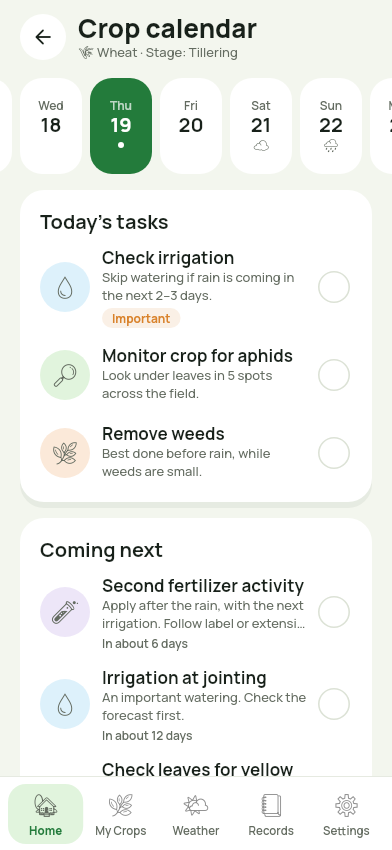 Crop calendar
Wheat · Stage: Tillering
Wed
18
Thu
19
Fri
20
Sat
21
Sun
22
Today's tasks
Check irrigation
Skip watering if rain is coming in
the next 2–3 days.
Important
Monitor crop for aphids
Look under leaves in 5 spots
across the field.
Remove weeds
Best done before rain, while
weeds are small.
Coming next
Second fertilizer activity
Apply after the rain, with the next
irrigation. Follow label or extensi…
In about 6 days
Irrigation at jointing
An important watering. Check the
forecast first.
In about 12 days
Check leaves for yellow
Home
My Crops
Weather
Records
Settings